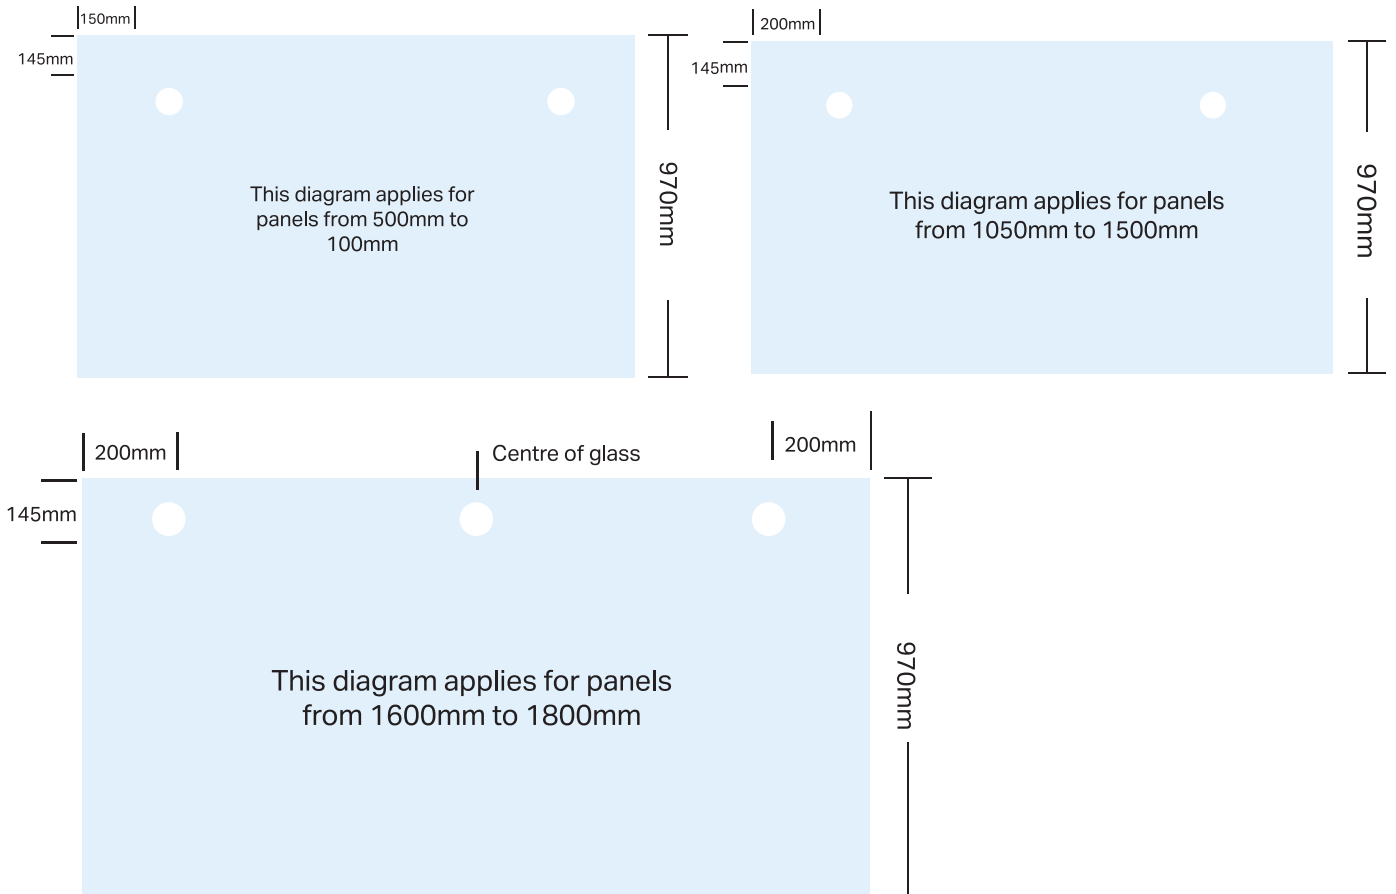 150mm
145mm
This diagram applies for
panels from 500mm to
100mm
970mm
200mm
145mm
This diagram applies for panels
from 1050mm to 1500mm
970mm
200mm
Centre of glass
200mm
145mm
This diagram applies for panels
from 1600mm to 1800mm
970mm